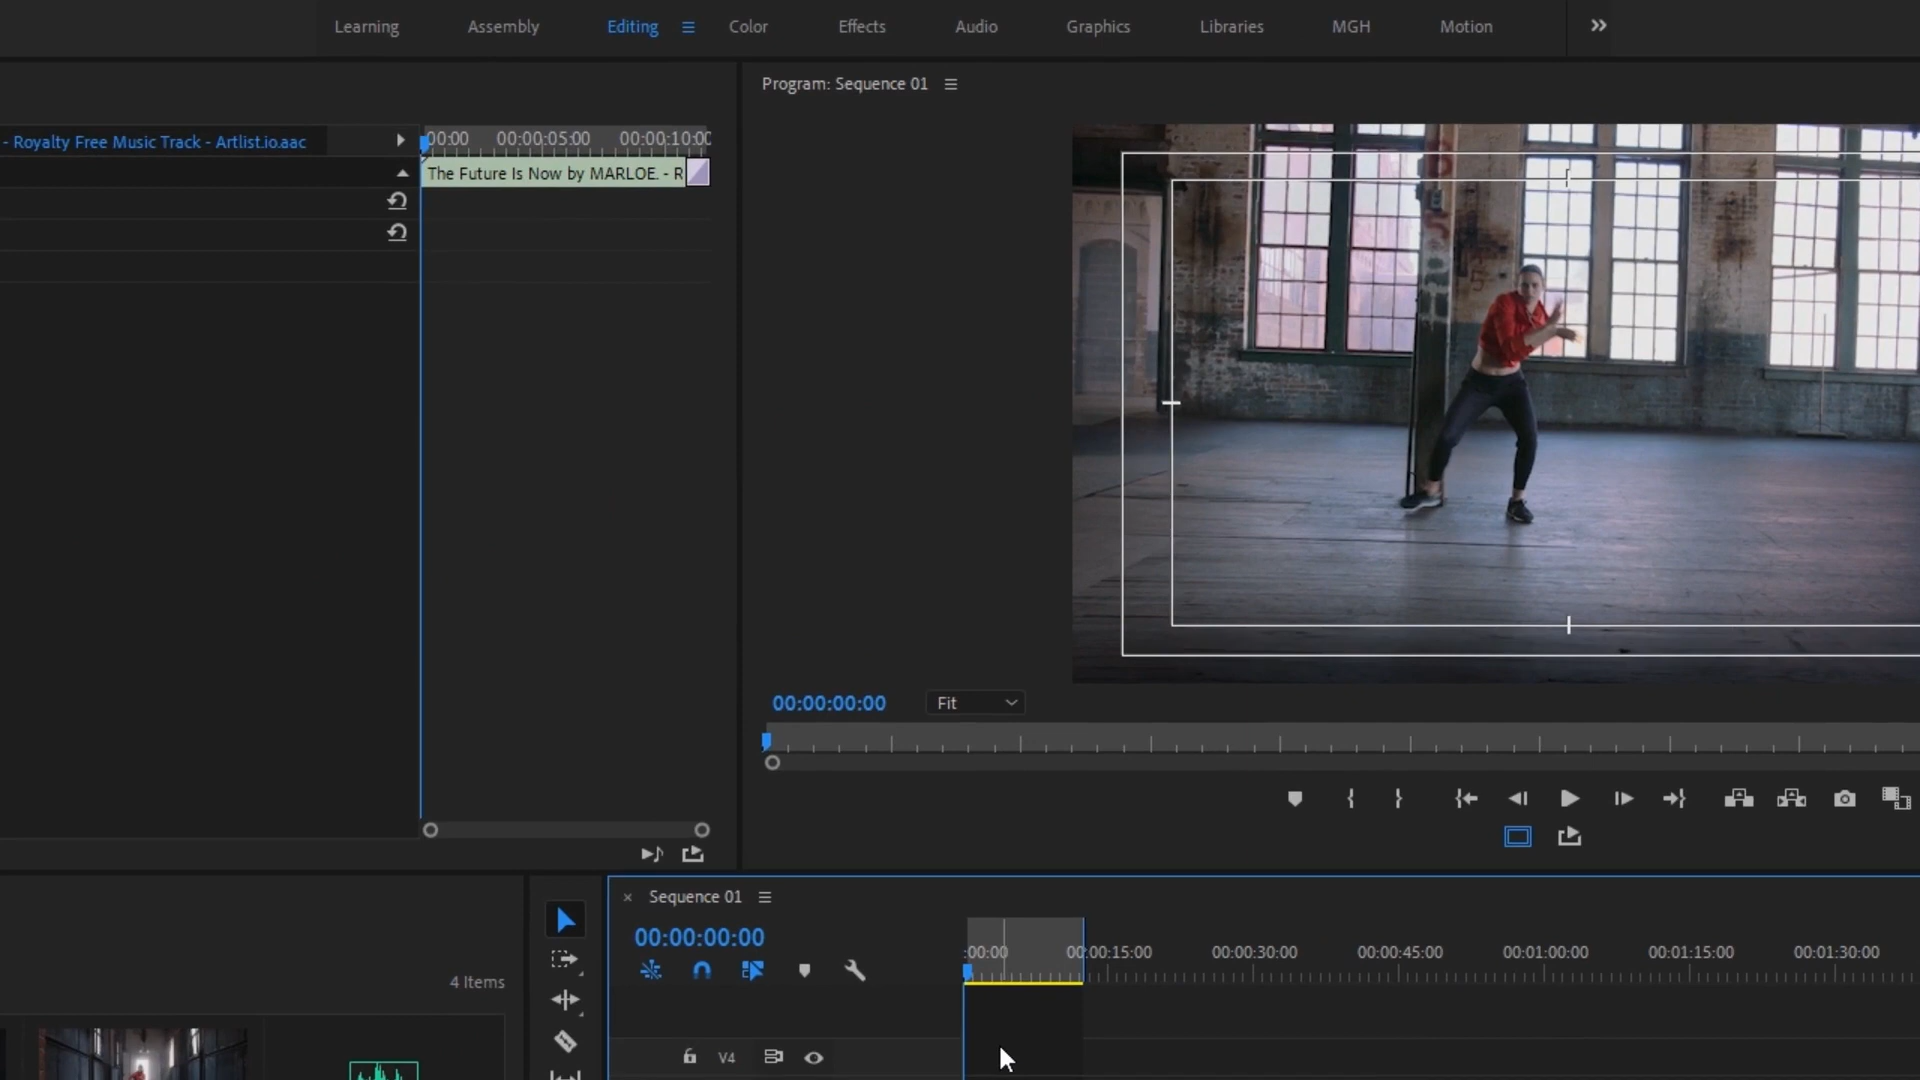 Learning Assembly Editing Color Effects Audio Graphics Libraries MGH Motion
Program: Sequence 01
- Royalty Free Music Track - Artlist.io.aac
00:00 00:00:05:00 00:00:10:00
The Future Is Now by MARLOE. - R
00:00:00:00 Fit
Sequence 01
00:00:00:00
:00:00 00:00:15:00 00:00:30:00 00:00:45:00 00:01:00:00 00:01:15:00 00:01:30:00
4 Items
V4